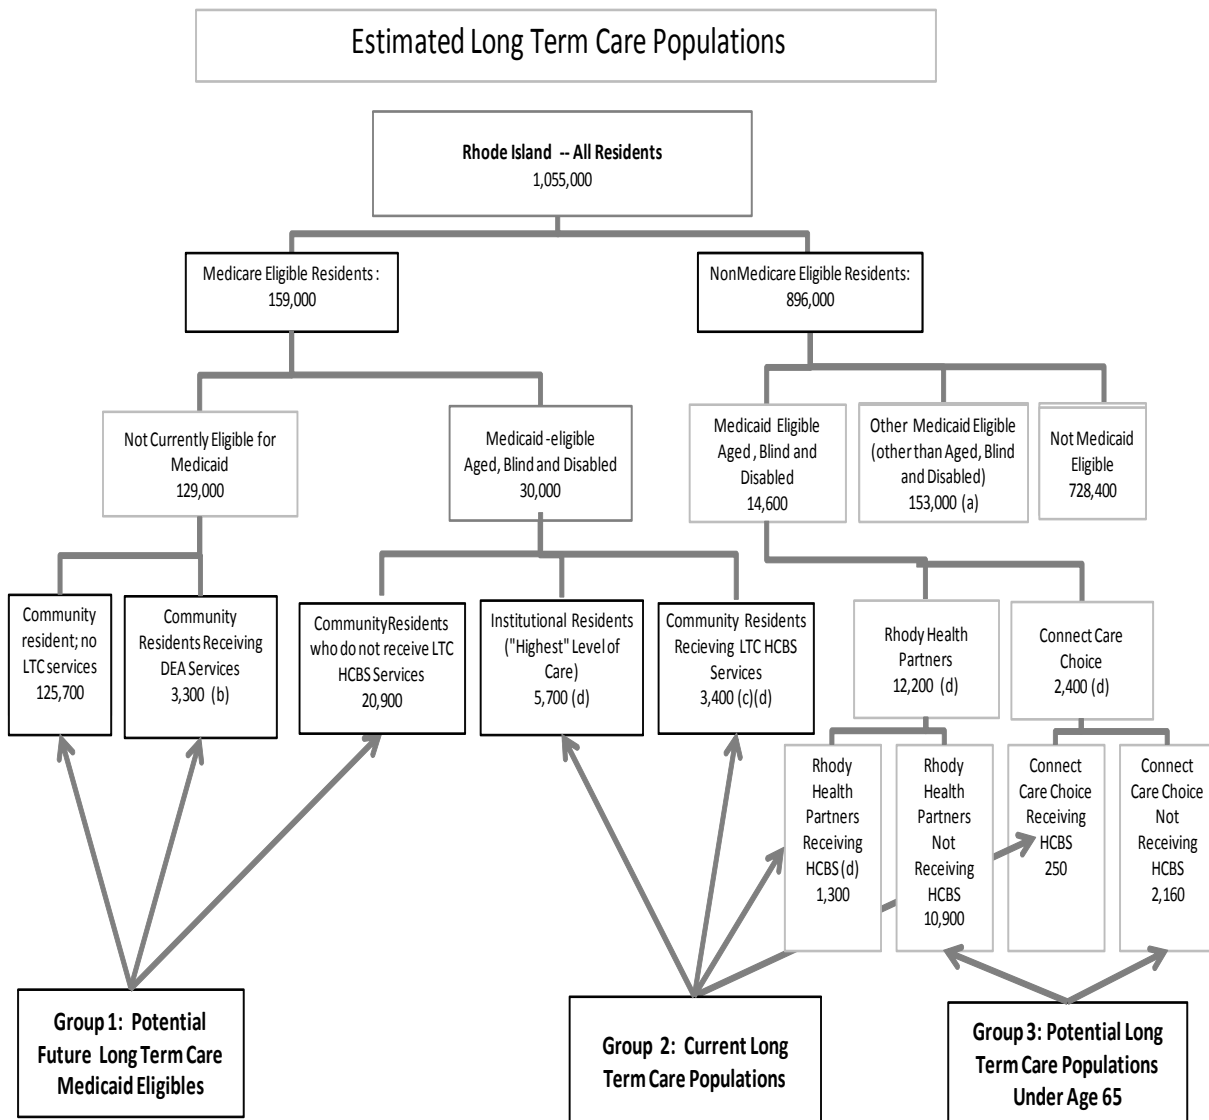 Estimated Long Term Care Populations
Rhode Island -- All Residents
1,055,000
Medicare Eligible Residents :
159,000
NonMedicare Eligible Residents:
896,000
Not Currently Eligible for
Medicaid
129,000
Medicaid -eligible
Aged, Blind and Disabled
30,000
Medicaid Eligible
Aged, Blind and
Disabled
14,600
Other Medicaid Eligible
(other than Aged, Blind
and Disabled)
153,000 (a)
Not Medicaid
Eligible
728,400
Community
resident; no
LTC services
125,700
Community
Residents Receiving
DEA Services
3,300 (b)
Community Residents
who do not receive LTC
HCBS Services
20,900
Institutional Residents
("Highest" Level of
Care)
5,700 (d)
Community Residents
Recieving LTC HCBS
Services
3,400 (c)(d)
Rhody Health
Partners
12,200 (d)
Connect Care
Choice
2,400 (d)
Rhody
Health
Partners
Receiving
HCBS (d)
1,300
Rhody
Health
Partners
Not
Receiving
HCBS
10,900
Connect
Care Choice
Receiving
HCBS
250
Connect
Care Choice
Not
Receiving
HCBS
2,160
Group 1: Potential
Future Long Term Care
Medicaid Eligibles
Group 2: Current Long
Term Care Populations
Group 3: Potential Long
Term Care Populations
Under Age 65